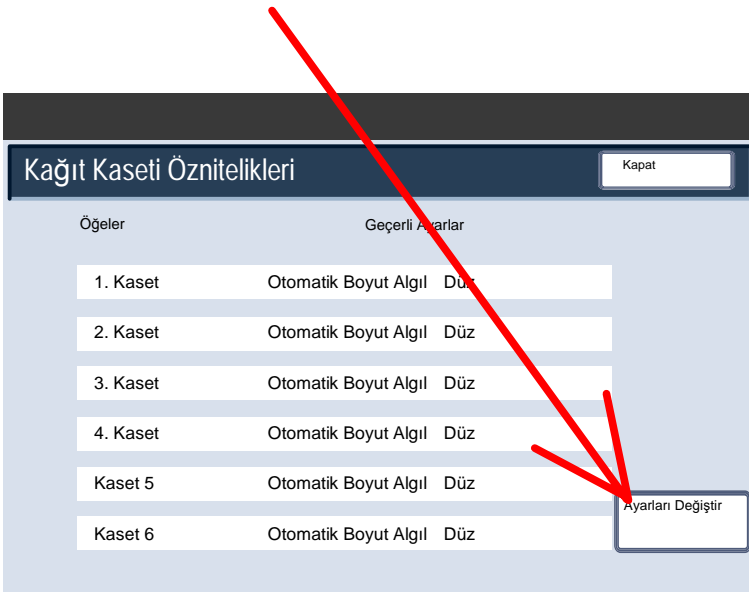 Kağıt Kaseti Öznitelikleri
Kapat
Öğeler Geçerli Ayarlar
1. Kaset Otomatik Boyut Algıl Düz
2. Kaset Otomatik Boyut Algıl Düz
3. Kaset Otomatik Boyut Algıl Düz
4. Kaset Otomatik Boyut Algıl Düz
Kaset 5 Otomatik Boyut Algıl Düz
Ayarları Değiştir
Kaset 6 Otomatik Boyut Algıl Düz